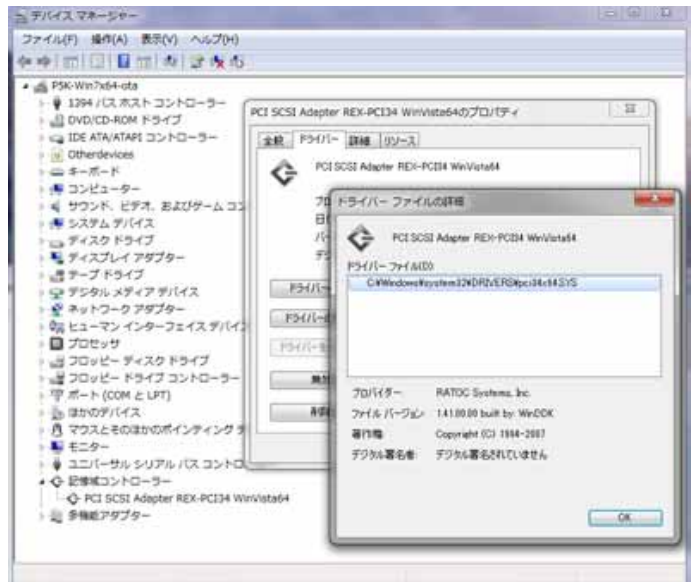 デバイス マネージャー
ファイル(F) 操作(A) 表示(V) ヘルプ(H)
P5K-Win7x64-ota
1394 バス ホスト コントローラー
DVD/CD-ROM ドライブ
IDE ATA/ATAPI コントローラー
Otherdevices
キーボード
コンピューター
サウンド、ビデオ、およびゲーム コン
システム デバイス
ディスク ドライブ
ディスプレイ アダプター
テープ ドライブ
デジタル メディア デバイス
ネットワーク アダプター
ヒューマン インターフェイス デバイ
プロセッサ
フロッピー ディスク ドライブ
フロッピー ドライブ コントローラー
ポート (COM と LPT)
ほかのデバイス
マウスとそのほかのポインティング デ
モニター
ユニバーサル シリアル バス コントロ
記憶域コントローラー
PCI SCSI Adapter REX-PCI34 WinVista64
多機能アダプター
PCI SCSI Adapter REX-PCI34 WinVista64のプロパティ
全般 ドライバー 詳細 リソース
PCI SCSI Adapter REX-PCI34 WinVista64
ドライバー ファイルの詳細
PCI SCSI Adapter REX-PCI34 WinVista64
ドライバー ファイル(D)
C:¥Windows¥system32¥DRIVERS¥pci34x64.SYS
プロバイダー RATOC Systems, Inc.
ファイル バージョン 1.41.00.00 built by: WinDDK
著作権 Copyright (C) 1994-2007
デジタル署名者 デジタル署名されていません
OK